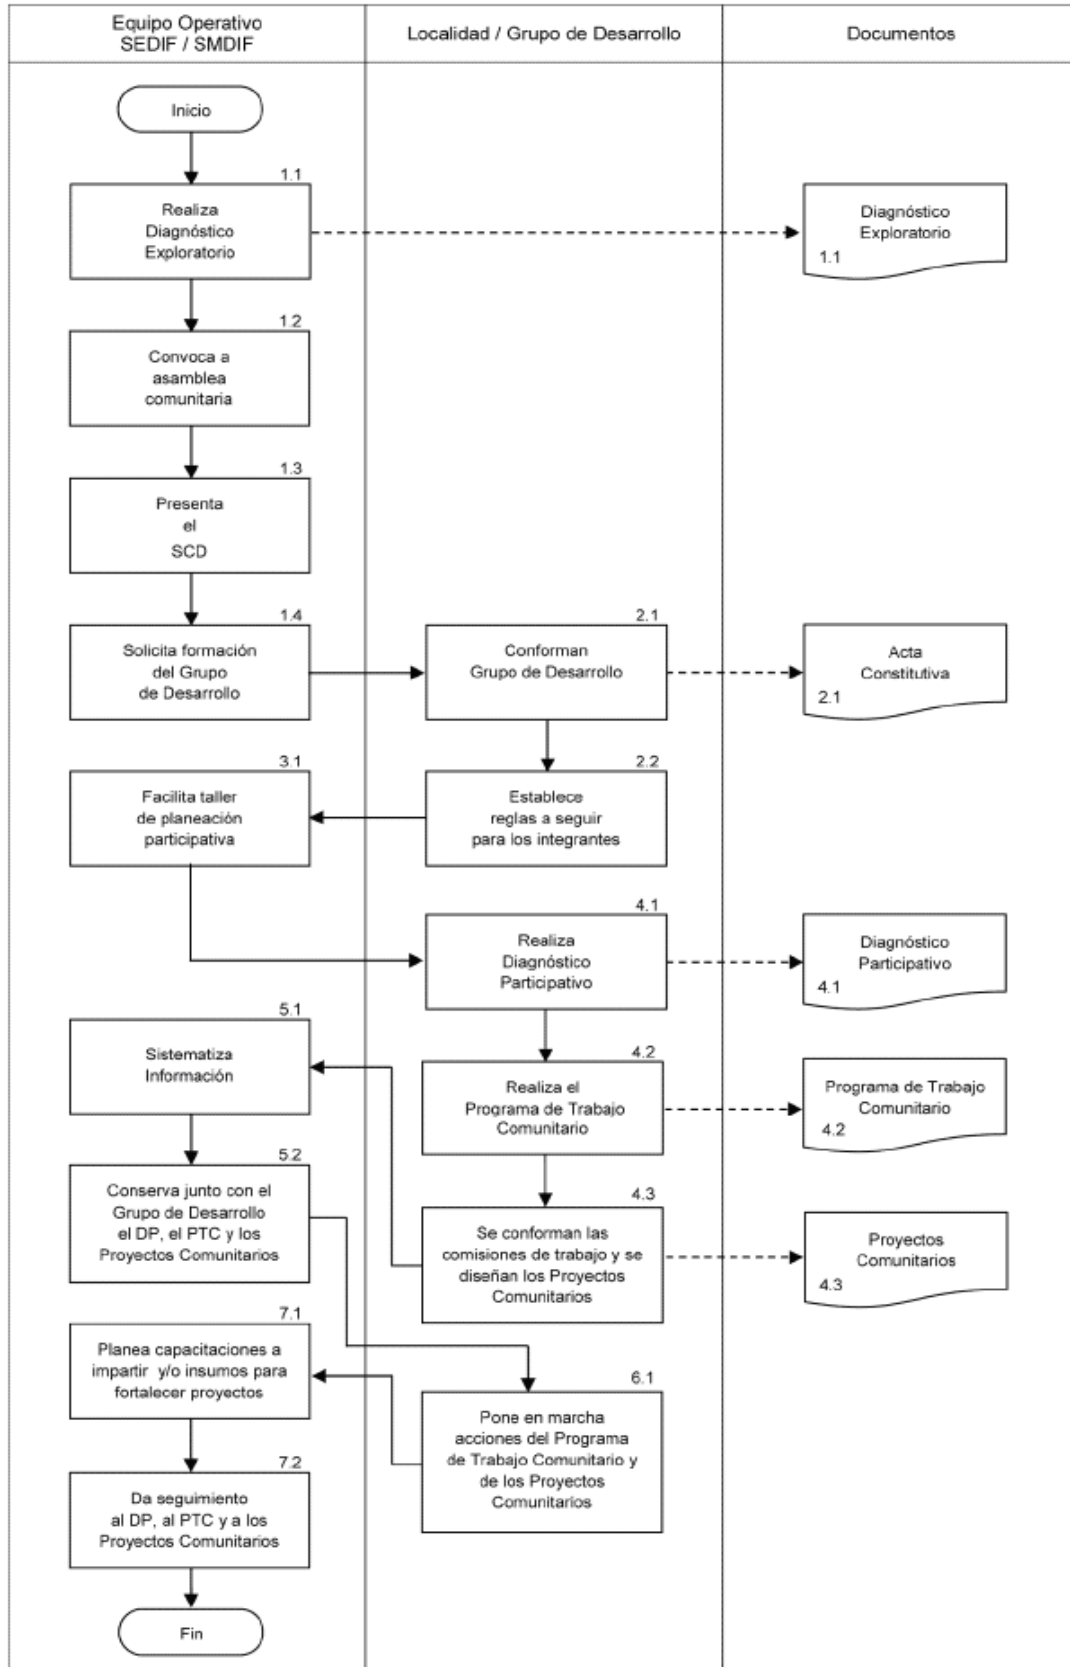 Equipo Operativo
SEDIF / SMDIF
Localidad / Grupo de Desarrollo
Documentos
Inicio
1.1
Realiza
Diagnóstico
Exploratorio
Diagnóstico
Exploratorio
1.1
1.2
Convoca a
asamblea
comunitaria
1.3
Presenta
el
SCD
1.4
Solicita formación
del Grupo
de Desarrollo
2.1
Conforman
Grupo de Desarrollo
Acta
Constitutiva
2.1
3.1
Facilita taller
de planeación
participativa
2.2
Establece
reglas a seguir
para los integrantes
4.1
Realiza
Diagnóstico
Participativo
Diagnóstico
Participativo
4.1
5.1
Sistematiza
Información
4.2
Realiza el
Programa de Trabajo
Comunitario
Programa de Trabajo
Comunitario
4.2
5.2
Conserva junto con el
Grupo de Desarrollo
el DP, el PTC y los
Proyectos Comunitarios
4.3
Se conforman las
comisiones de trabajo y se
diseñan los Proyectos
Comunitarios
Proyectos
Comunitarios
4.3
7.1
Planea capacitaciones a
impartir y/o insumos para
fortalecer proyectos
6.1
Pone en marcha
acciones del Programa
de Trabajo Comunitario y
de los Proyectos
Comunitarios
7.2
Da seguimiento
al DP, al PTC y a los
Proyectos Comunitarios
Fin